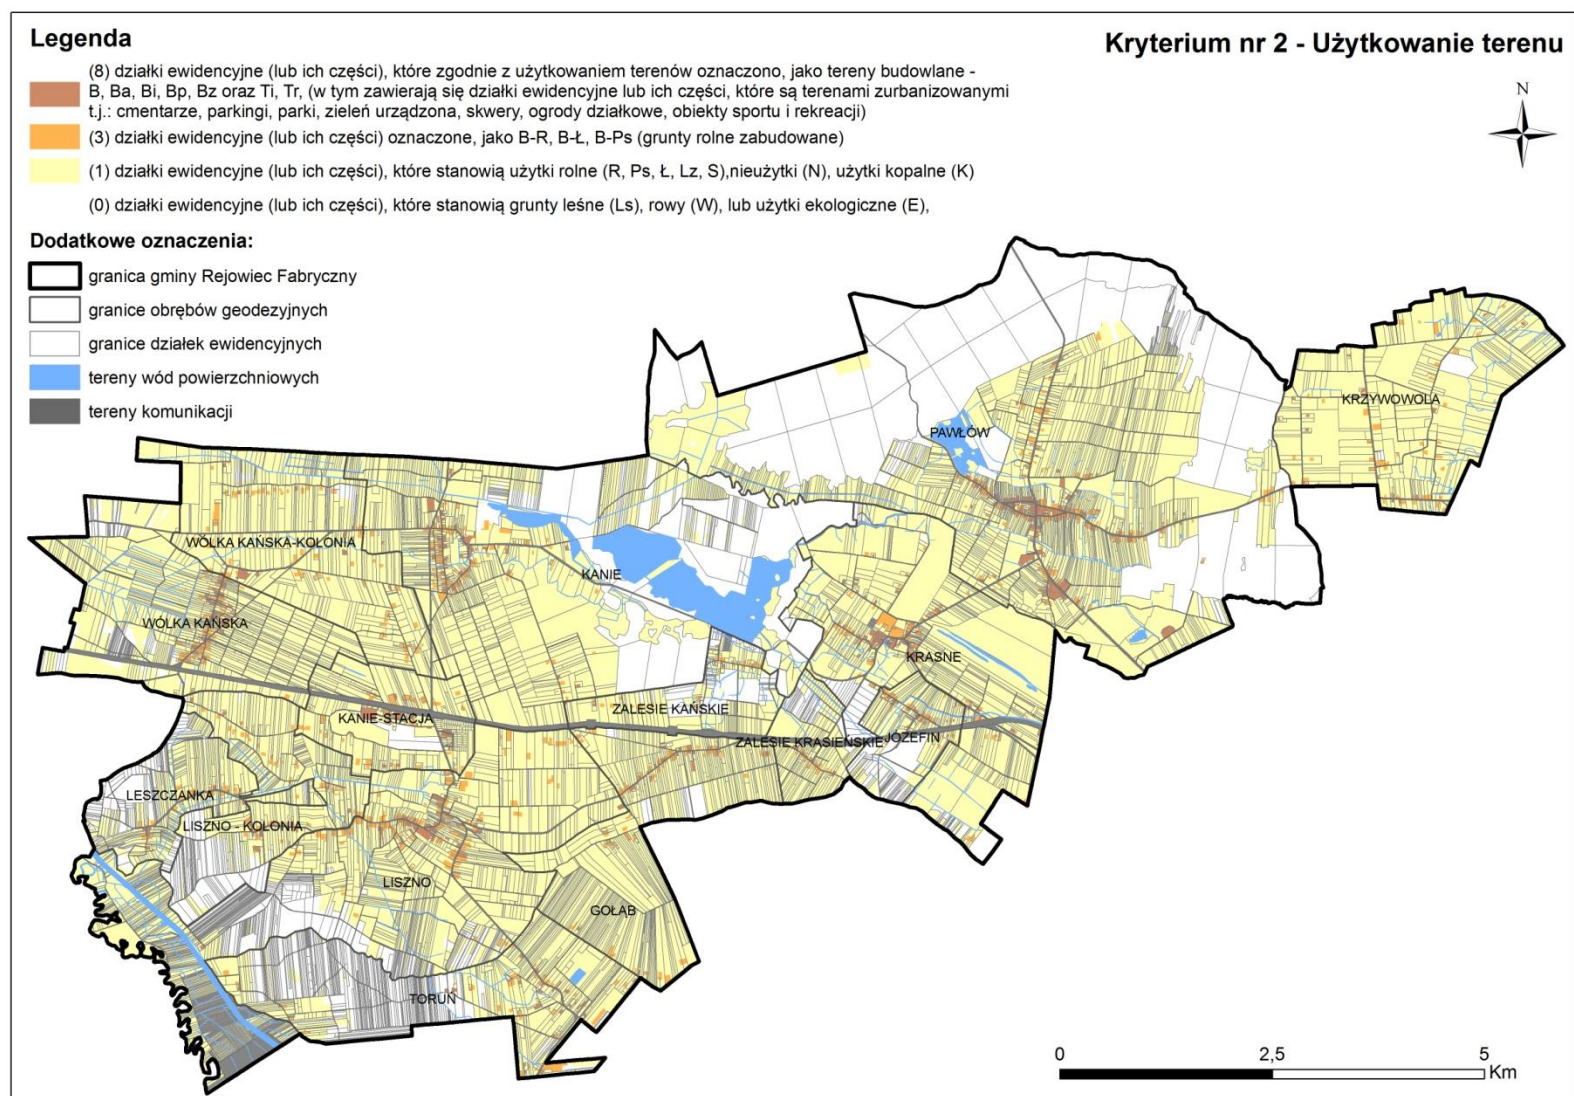 Legenda
Kryterium nr 2 - Użytkowanie terenu
(8) działki ewidencyjne (lub ich części), które zgodnie z użytkowaniem terenów oznaczono, jako tereny budowlane -
B, Ba, Bi, Bp, Bz oraz Ti, Tr, (w tym zawierają się działki ewidencyjne lub ich części, które są terenami zurbanizowanymi
t.j.: cmentarze, parkingi, parki, zieleń urządzona, skwery, ogrody działkowe, obiekty sportu i rekreacji)
(3) działki ewidencyjne (lub ich części) oznaczone, jako B-R, B-Ł, B-Ps (grunty rolne zabudowane)
(1) działki ewidencyjne (lub ich części), które stanowią użytki rolne (R, Ps, Ł, Lz, S),nieużytki (N), użytki kopalne (K)
(0) działki ewidencyjne (lub ich części), które stanowią grunty leśne (Ls), rowy (W), lub użytki ekologiczne (E),
N
Dodatkowe oznaczenia:
granica gminy Rejowiec Fabryczny
granice obrębów geodezyjnych
granice działek ewidencyjnych
tereny wód powierzchniowych
tereny komunikacji
KRZYWOWOLA
PAWŁÓW
WÓLKA KAŃSKA-KOLONIA
KANIE
WÓLKA KAŃSKA
KRASNE
ZALESIE KAŃSKIE
KANIE-STACJA
JÓZEFIN
ZALESIE KRASIEŃSKIE
LESZCZANKA
LISZNO - KOLONIA
LISZNO
GOŁĄB
TORUŃ
0 2,5 5
Km